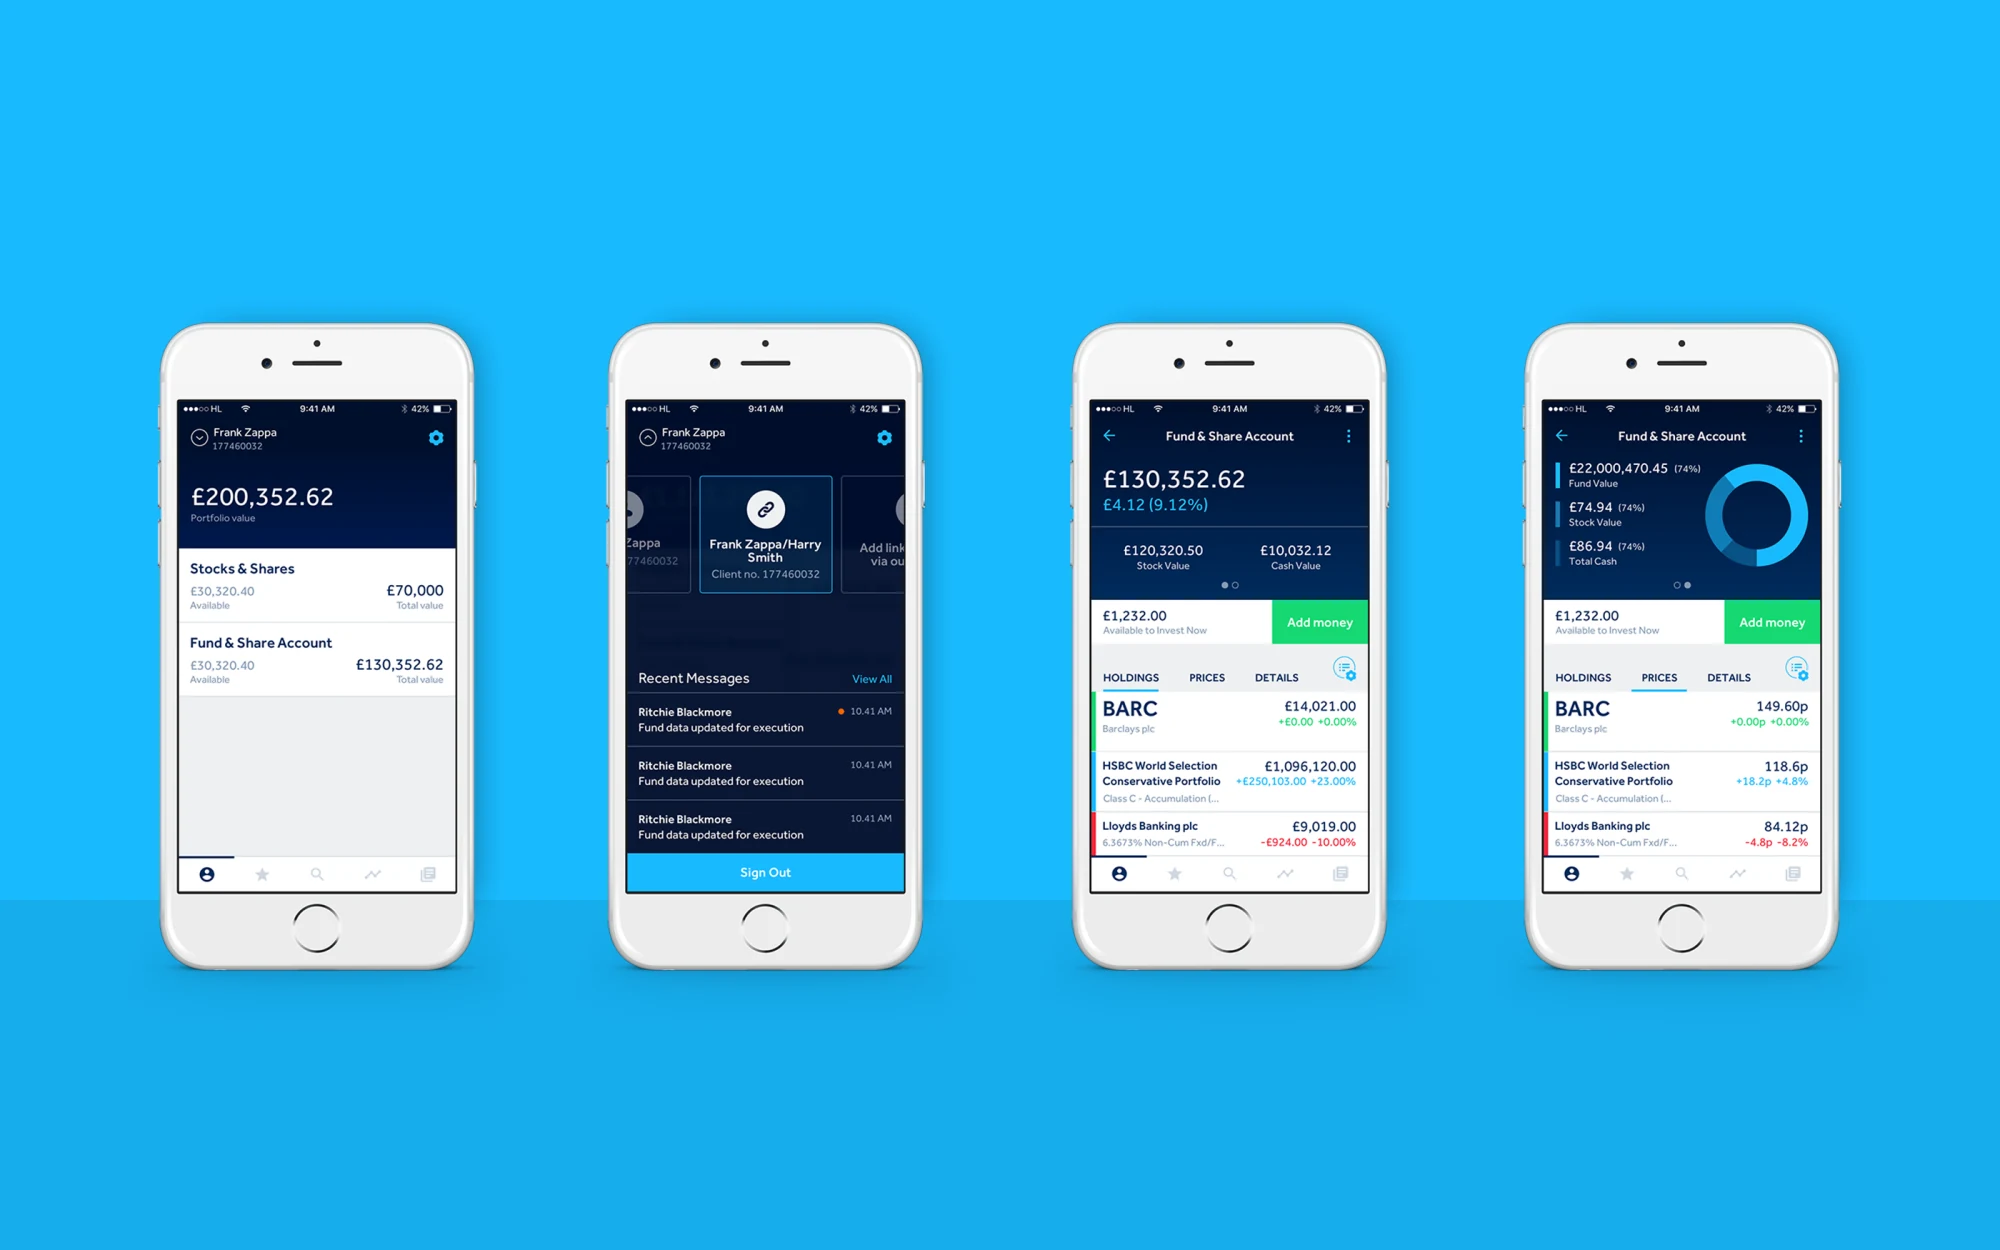 HL 9:41 AM 42%
Frank Zappa
177460032
£200,352.62
Portfolio value
Stocks & Shares
£30,320.40 £70,000
Available Total value
Fund & Share Account
£30,320.40 £130,352.62
Available Total value
HL 9:41 AM 42%
Frank Zappa
177460032
Zappa
77460032
Frank Zappa/Harry
Smith
Client no. 177460032
Add link
via ou
Recent Messages View All
Ritchie Blackmore 10.41 AM
Fund data updated for execution
Ritchie Blackmore 10.41 AM
Fund data updated for execution
Ritchie Blackmore 10.41 AM
Fund data updated for execution
Sign Out
HL 9:41 AM 42%
Fund & Share Account
£130,352.62
£4.12 (9.12%)
£120,320.50 £10,032.12
Stock Value Cash Value
£1,232.00
Available to Invest Now
Add money
HOLDINGS PRICES DETAILS
BARC £14,021.00
+£0.00 +0.00%
Barclays plc
HSBC World Selection £1,096,120.00
Conservative Portfolio +£250,103.00 +23.00%
Class C - Accumulation (...
Lloyds Banking plc £9,019.00
6.3673% Non-Cum Fxd/F... -£924.00 -10.00%
HL 9:41 AM 42%
Fund & Share Account
£22,000,470.45 (74%)
Fund Value
£74.94 (74%)
Stock Value
£86.94 (74%)
Total Cash
£1,232.00
Available to Invest Now
Add money
HOLDINGS PRICES DETAILS
BARC 149.60p
+0.00p +0.00%
Barclays plc
HSBC World Selection 118.6p
Conservative Portfolio +18.2p +4.8%
Class C - Accumulation (...
Lloyds Banking plc 84.12p
6.3673% Non-Cum Fxd/F... -4.8p -8.2%